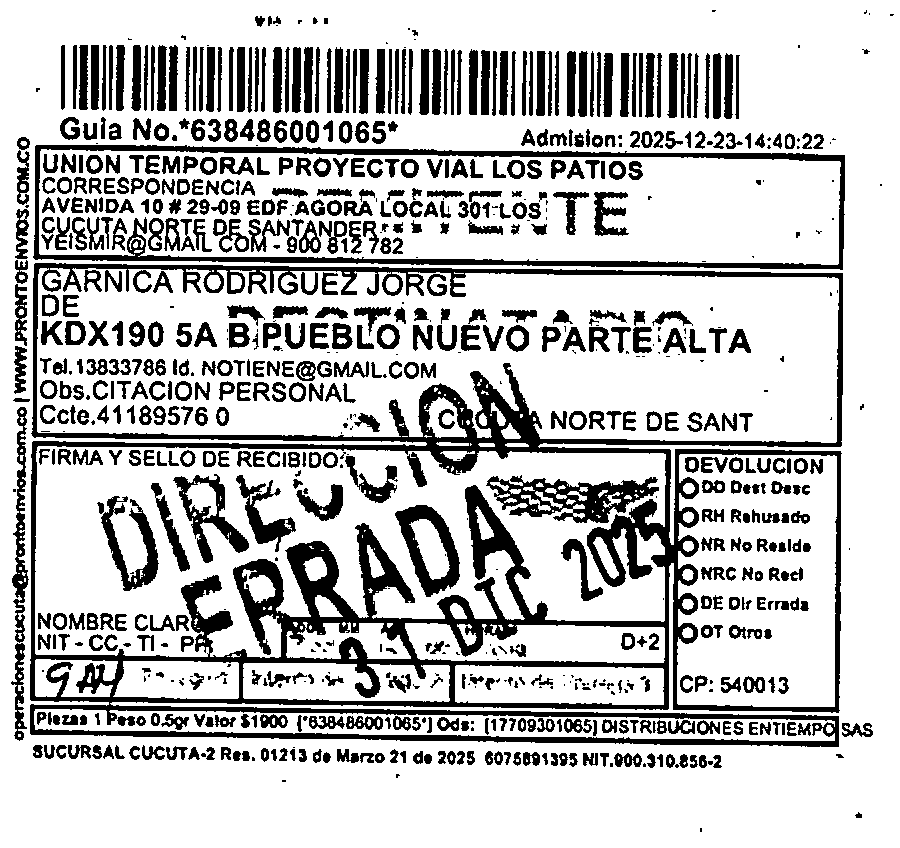 Guia No.*638486001065*
Admision: 2025-12-23-14:40:22
UNION TEMPORAL PROYECTO VIAL LOS PATIOS
CORRESPONDENCIA
AVENIDA 10 # 29-09 EDF AGORA LOCAL 301 LOS
CUCUTA NORTE DE SANTANDER
YEISMIR@GMAIL COM - 900 812 782
GARNICA RODRIGUEZ JORGE
DE
KDX190 5A B PUEBLO NUEVO PARTE ALTA
Tel.13833786 Id. NOTIENE@GMAIL.COM
Obs.CITACION PERSONAL
Ccte.41189576 0
CUCUTA NORTE DE SANT
FIRMA Y SELLO DE RECIBIDO:
DIRECCION
ERRADA
31 DIC 2025
NOMBRE CLARO
NIT - CC - TI - PP
D+2
DEVOLUCION
DD Dest Desc
RH Rehusado
NR No Reside
NRC No Recl
DE Dir Errada
OT Otros
CP: 540013
Piezas 1 Peso 0.5gr Valor $1900 [*638486001065*] Ods: [17709301065] DISTRIBUCIONES ENTIEMPO SAS
SUCURSAL CUCUTA-2 Res. 01213 de Marzo 21 de 2025 6075891395 NIT.900.310.856-2
operacionescucuta@prontoenvios.com.co | WWW.PRONTOENVIOS.COM.CO